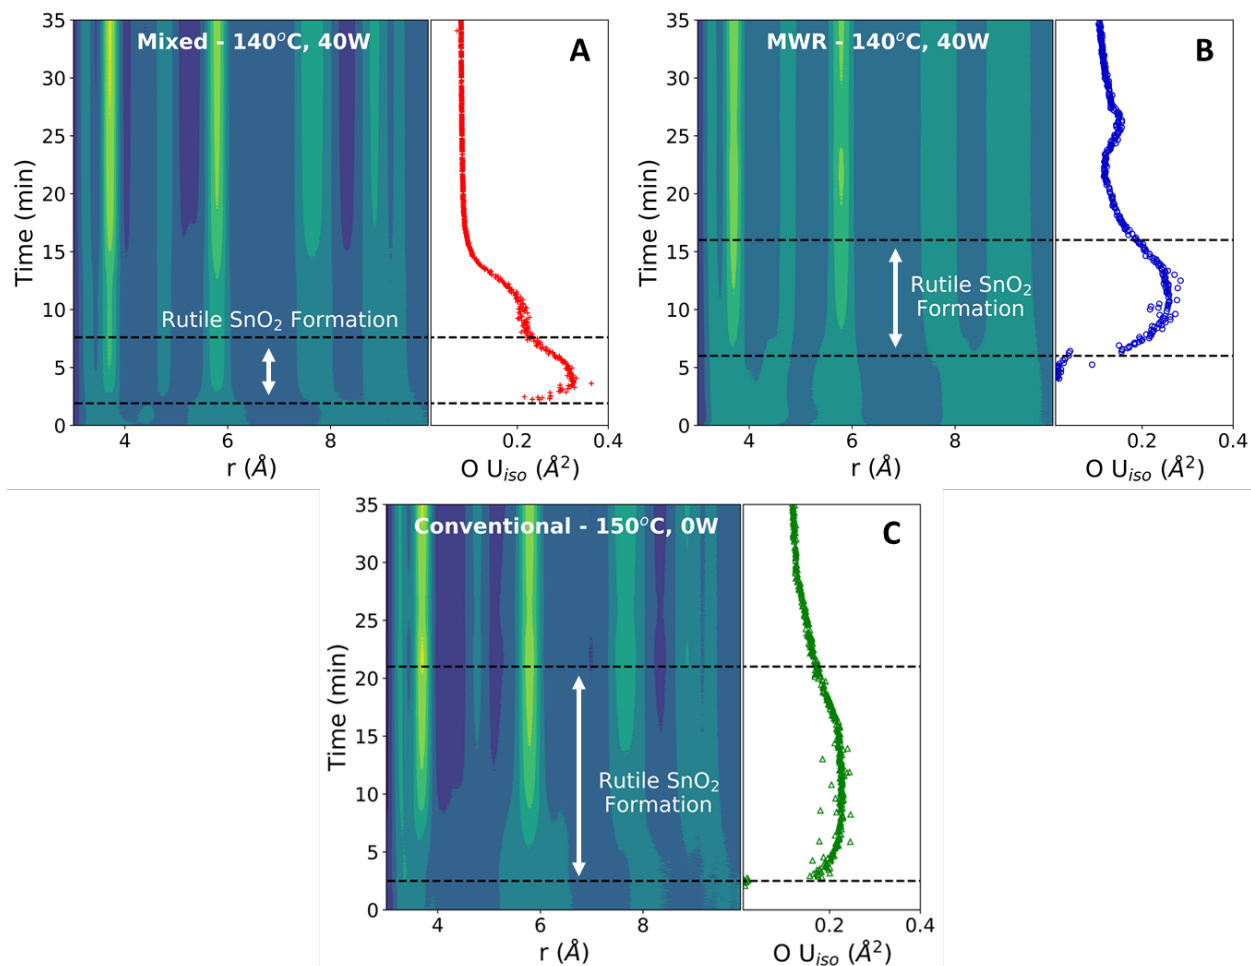 Mixed - 140°C, 40W
A
35
30
25
20
15
10
5
0
Time (min)
Rutile SnO₂ Formation
4 6 8
r (Å)
0.2 0.4
O Uiso (Å²)
MWR - 140°C, 40W
B
35
30
25
20
15
10
5
0
Time (min)
Rutile SnO₂
Formation
4 6 8
r (Å)
0.2 0.4
O Uiso (Å²)
Conventional - 150°C, 0W
C
35
30
25
20
15
10
5
0
Time (min)
Rutile SnO₂
Formation
4 6 8
r (Å)
0.2 0.4
O Uiso (Å²)